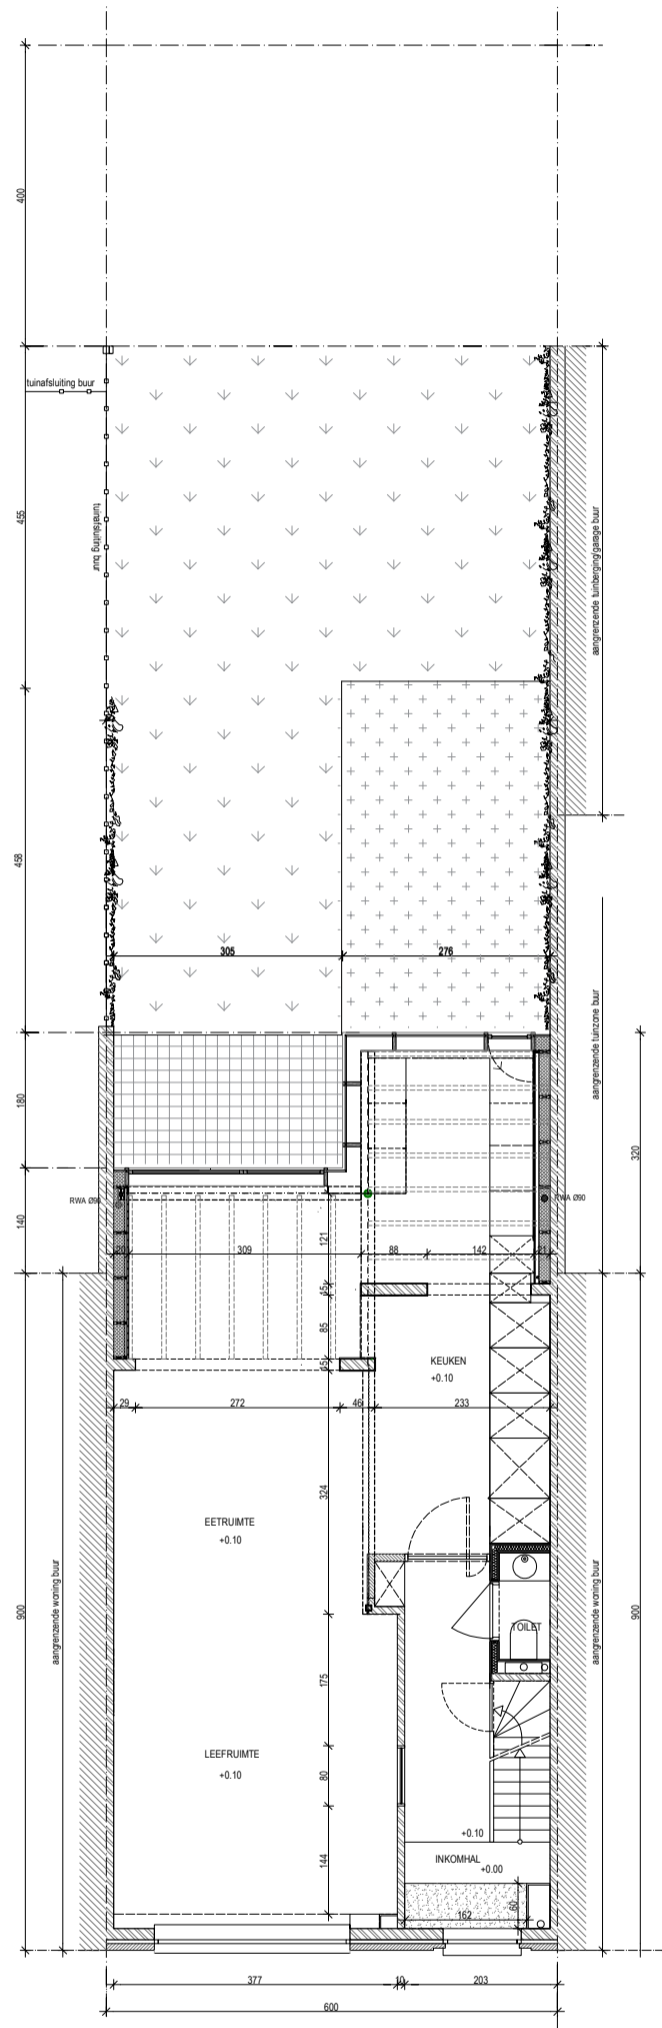 400
tuinafsluiting buur
455
tuinafsluiting buur
aangrenzende tuinberging/garage buur
458
305
276
aangrenzende tuinzone buur
180
320
RWA Ø90
RWA Ø90
140
121
20
309
88
142
21
65
85
KEUKEN
+0.10
65
29
272
46
233
324
EETRUIMTE
+0.10
900
aangrenzende woning buur
aangrenzende woning buur
900
TOILET
175
LEEFRUIMTE
+0.10
80
+0.10
144
INKOMHAL
+0.00
162
60
377
10
203
600